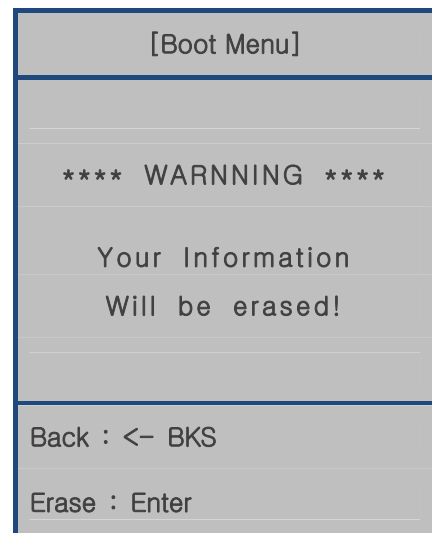 [Boot Menu]
**** WARNNING ****
Your Information
Will be erased!
Back : <- BKS
Erase : Enter